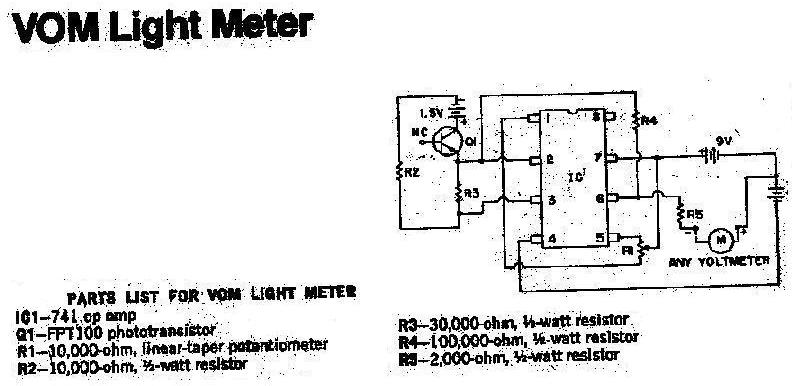 VOM Light Meter
1.5V
NC
Q1
R2
R3
1
2
3
4
8
7
6
5
IC
R4
9V
R5
R1
- M +
ANY VOLTMETER
PARTS LIST FOR VOM LIGHT METER
IC1—741 op amp
Q1—FPT100 phototransistor
R1—10,000-ohm, linear-taper potentiometer
R2—10,000-ohm, ½-watt resistor
R3—30,000-ohm, ½-watt resistor
R4—100,000-ohm, ½-watt resistor
R5—2,000-ohm, ½-watt resistor